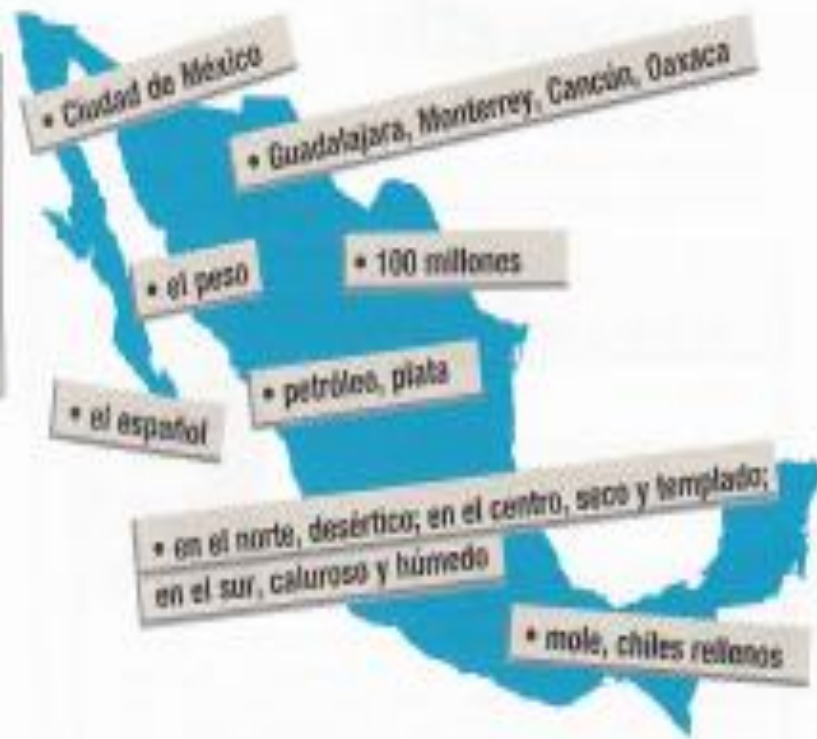 • Ciudad de México
• Guadalajara, Monterrey, Cancún, Oaxaca
• el peso
• 100 millones
• petróleo, plata
• el español
• en el norte, desértico; en el centro, seco y templado;
en el sur, caluroso y húmedo
• mole, chiles rellenos